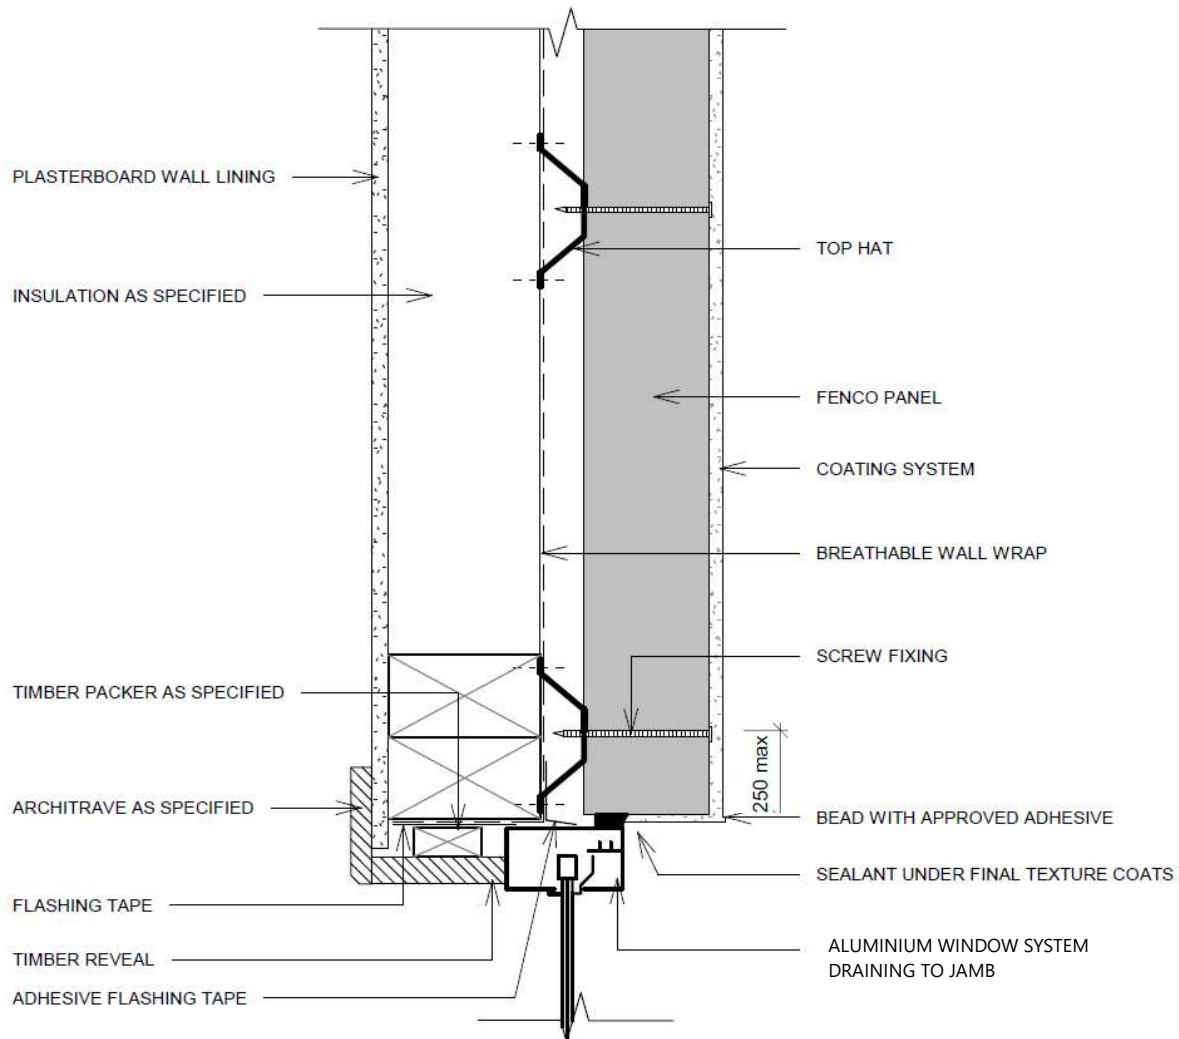 PLASTERBOARD WALL LINING
INSULATION AS SPECIFIED
TIMBER PACKER AS SPECIFIED
ARCHITRAVE AS SPECIFIED
FLASHING TAPE
TIMBER REVEAL
ADHESIVE FLASHING TAPE
TOP HAT
FENCO PANEL
COATING SYSTEM
BREATHABLE WALL WRAP
SCREW FIXING
250 max
BEAD WITH APPROVED ADHESIVE
SEALANT UNDER FINAL TEXTURE COATS
ALUMINIUM WINDOW SYSTEM
DRAINING TO JAMB